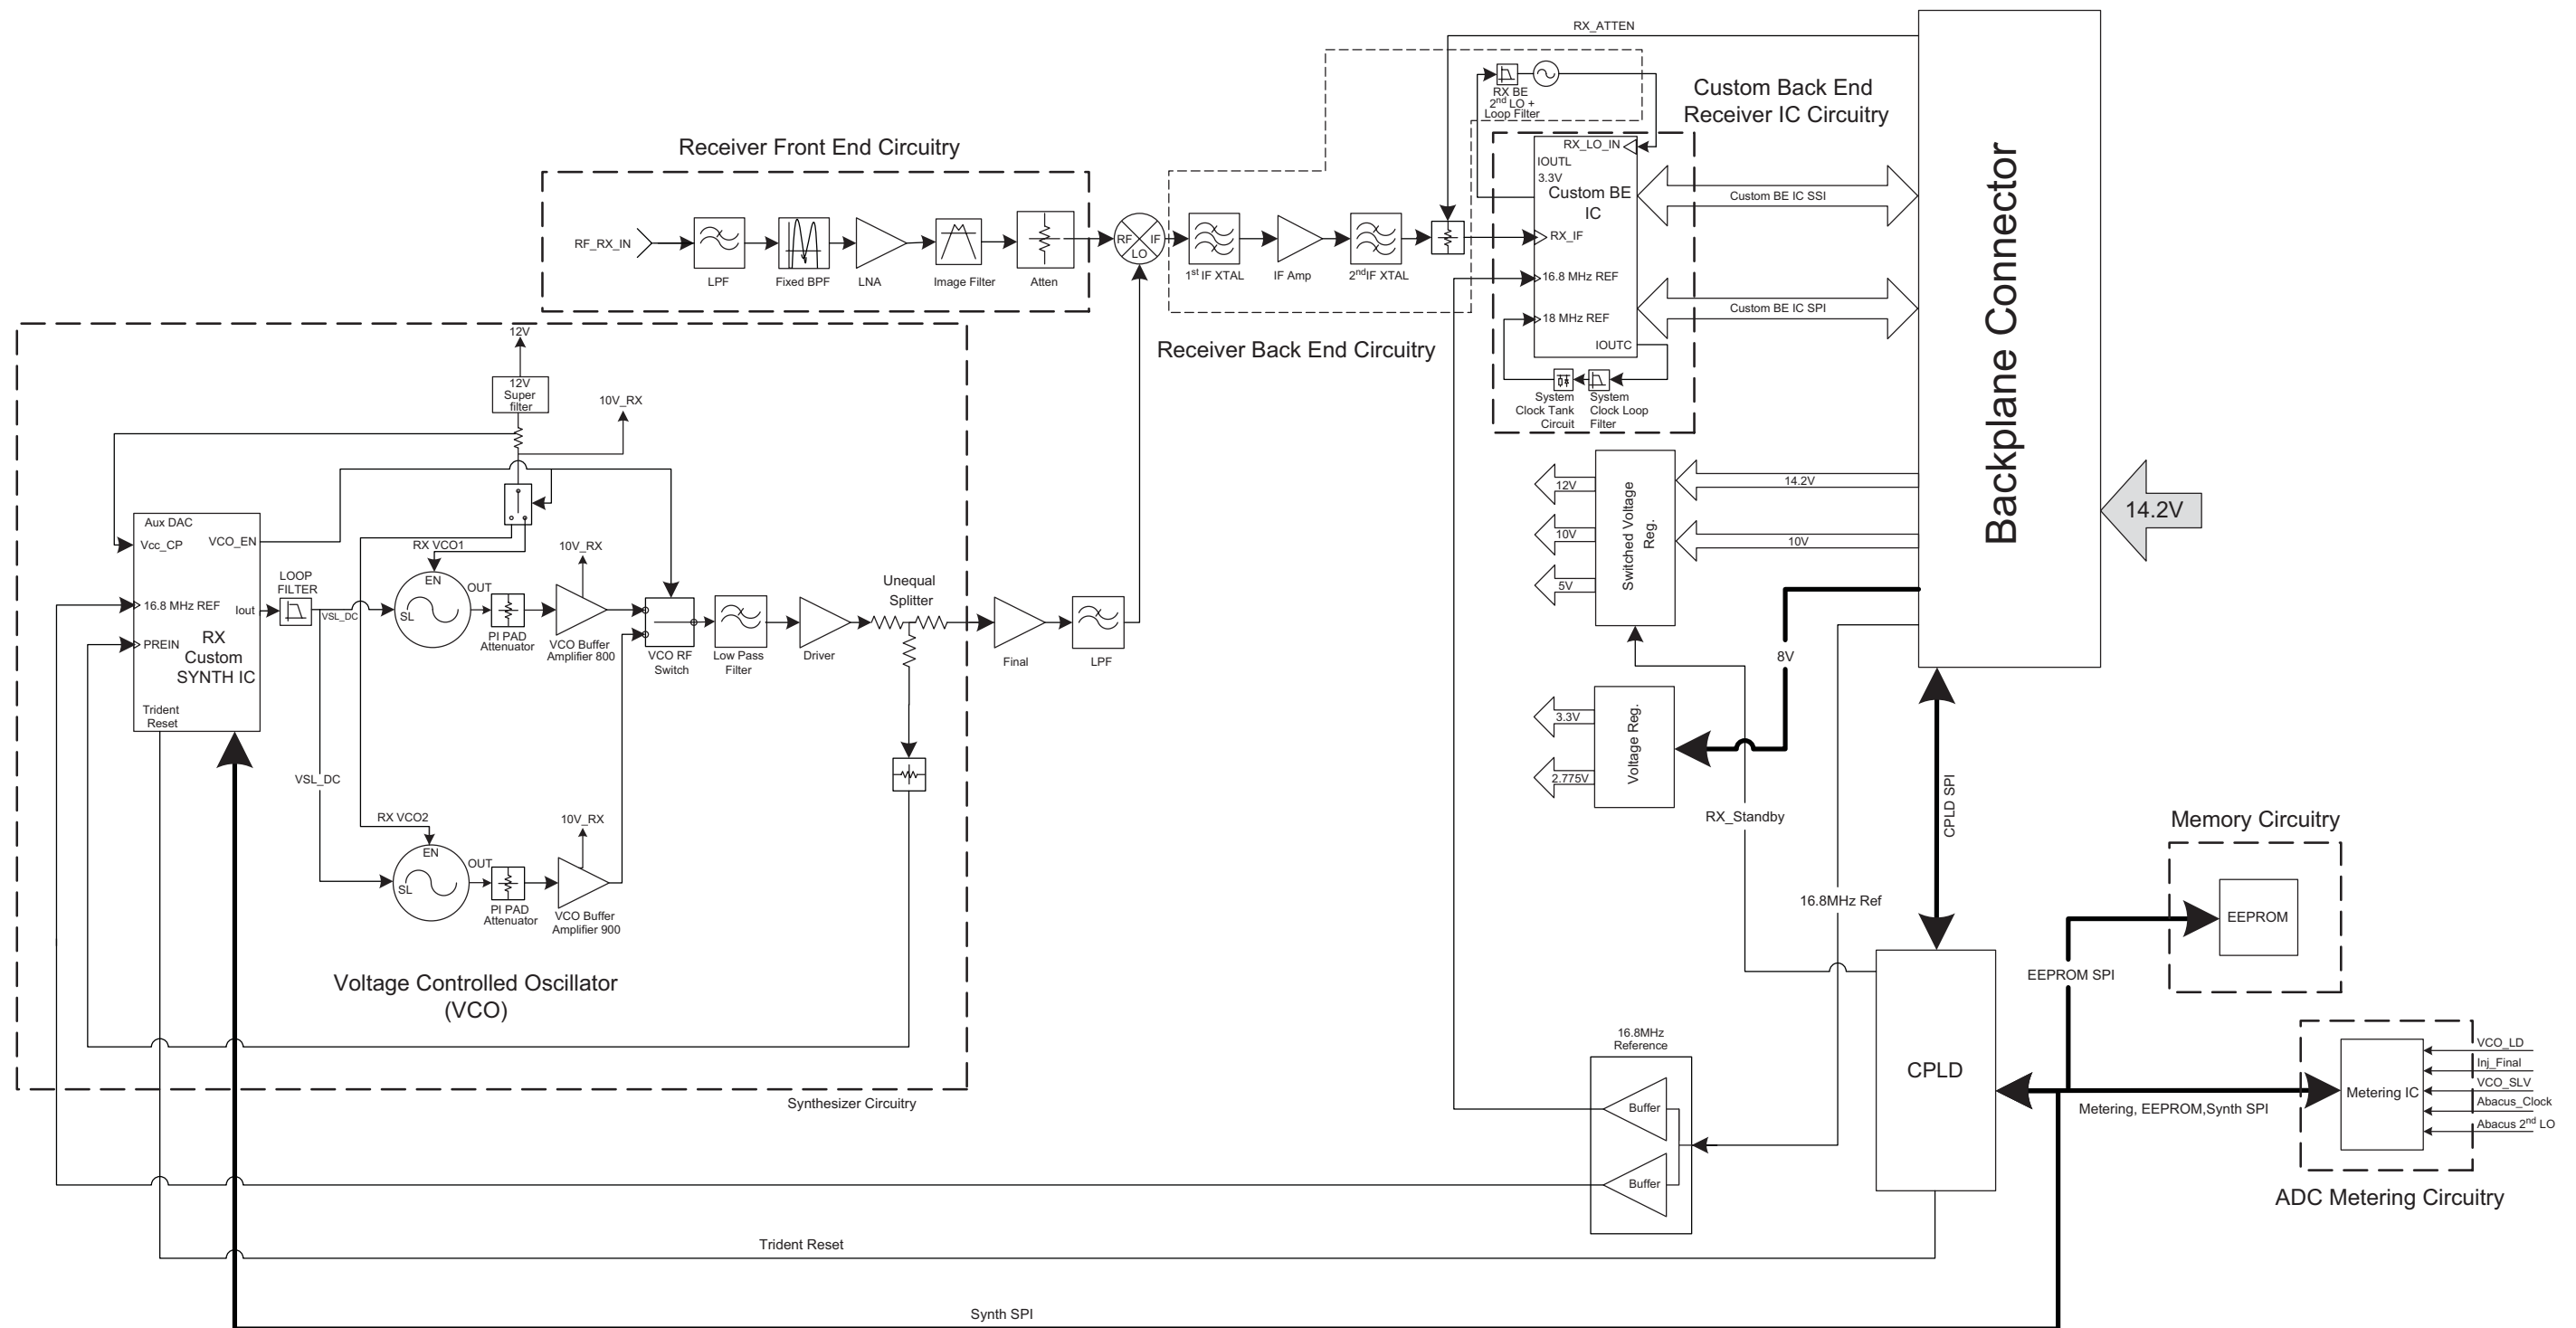 RX_ATTEN
RX BE
2nd LO +
Loop Filter
Custom Back End
Receiver IC Circuitry
Backplane Connector
Receiver Front End Circuitry
RF_RX_IN
LPF
Fixed BPF
LNA
Image Filter
Atten
RF
IF
LO
1st IF XTAL
IF Amp
2nd IF XTAL
Receiver Back End Circuitry
RX_LO_IN
IOUTL
3.3V
Custom BE
IC
RX_IF
16.8 MHz REF
18 MHz REF
IOUTC
System
Clock Tank
Circuit
System
Clock Loop
Filter
Custom BE IC SSI
Custom BE IC SPI
12V
12V
Super
filter
10V_RX
Aux DAC
Vcc_CP
VCO_EN
16.8 MHz REF
Iout
PREIN
RX
Custom
SYNTH IC
Trident
Reset
LOOP
FILTER
VSL_DC
VSL_DC
RX VCO1
EN
SL
OUT
PI PAD
Attenuator
10V_RX
VCO Buffer
Amplifier 800
VCO RF
Switch
Low Pass
Filter
Driver
Unequal
Splitter
Final
LPF
RX VCO2
EN
SL
OUT
PI PAD
Attenuator
10V_RX
VCO Buffer
Amplifier 900
Voltage Controlled Oscillator
(VCO)
Synthesizer Circuitry
12V
10V
5V
Switched Voltage
Reg.
14.2V
10V
14.2V
8V
3.3V
2.775V
Voltage Reg.
RX_Standby
CPLD SPI
16.8MHz Ref
16.8MHz
Reference
Buffer
Buffer
CPLD
Memory Circuitry
EEPROM
EEPROM SPI
Metering, EEPROM,Synth SPI
Metering IC
VCO_LD
Inj_Final
VCO_SLV
Abacus_Clock
Abacus 2nd LO
ADC Metering Circuitry
Trident Reset
Synth SPI